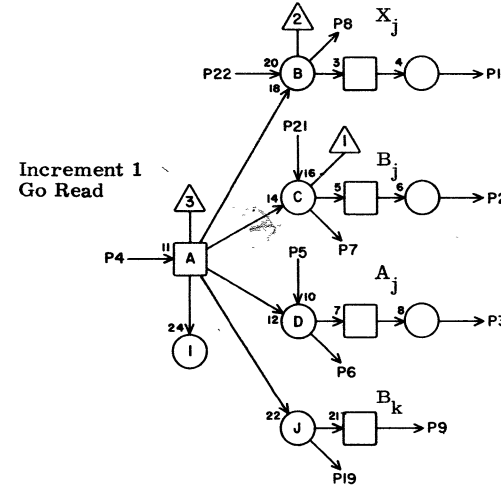 2
P8
X
j
P22
20
18
B
3
4
P1
P21
1
Increment 1
Go Read
B
j
16
14
C
5
6
P2
3
P7
11
P4
A
P5
A
j
10
12
D
7
8
P3
24
1
P6
B
k
22
J
21
P9
P19